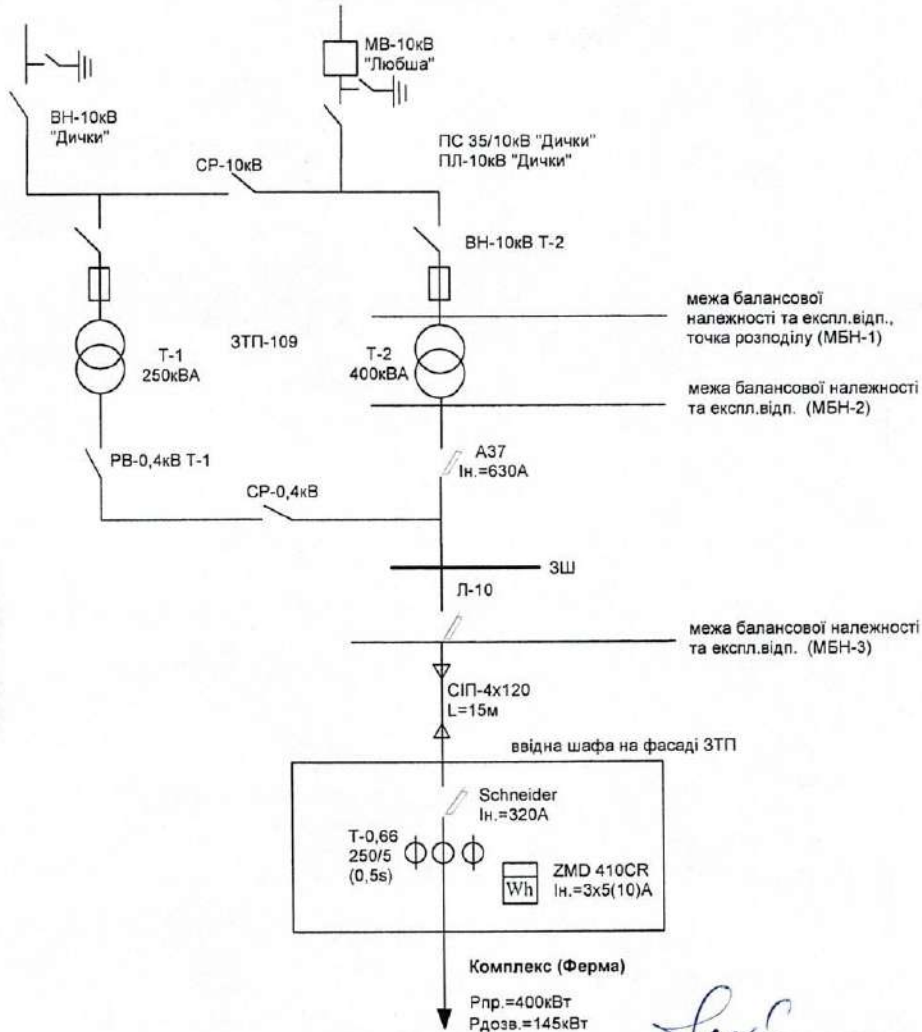 МВ-10кВ
"Любша"
ВН-10кВ
"Дички"
ПС 35/10кВ "Дички"
ПЛ-10кВ "Дички"
СР-10кВ
ВН-10кВ Т-2
межа балансової
належності та експл.відп.,
точка розподілу (МБН-1)
ЗТП-109
Т-1
250кВА
Т-2
400кВА
межа балансової належності
та експл.відп. (МБН-2)
РВ-0,4кВ Т-1
А37
Ін.=630А
СР-0,4кВ
ЗШ
Л-10
межа балансової належності
та експл.відп. (МБН-3)
СІП-4х120
L=15м
ввідна шафа на фасаді ЗТП
Schneider
Ін.=320А
Т-0,66
250/5
(0,5s)
Wh
ZMD 410CR
Ін.=3х5(10)А
Комплекс (Ферма)
Рпр.=400кВт
Рдозв.=145кВт